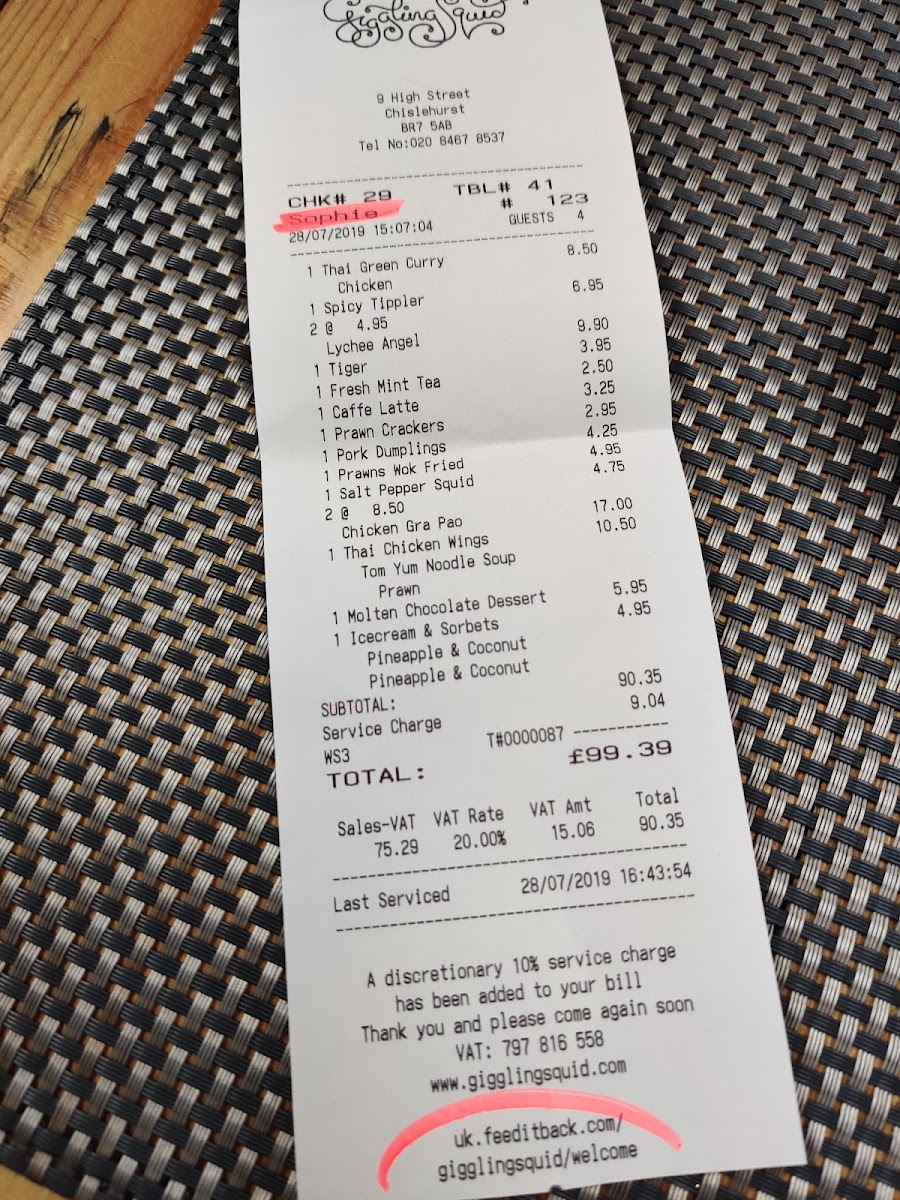 Giggling Squid
9 High Street
Chislehurst
BR7 5AB
Tel No:020 8467 8537
CHK# 29 TBL# 41
Sophie # 123
28/07/2019 15:07:04 GUESTS 4
1 Thai Green Curry 8.50
Chicken
1 Spicy Tippler 6.95
2 @ 4.95
Lychee Angel 9.90
1 Tiger 3.95
1 Fresh Mint Tea 2.50
1 Caffe Latte 3.25
1 Prawn Crackers 2.95
1 Pork Dumplings 4.25
1 Prawns Wok Fried 4.95
1 Salt Pepper Squid 4.75
2 @ 8.50
Chicken Gra Pao 17.00
1 Thai Chicken Wings 10.50
Tom Yum Noodle Soup
Prawn
1 Molten Chocolate Dessert 5.95
1 Icecream & Sorbets 4.95
Pineapple & Coconut
Pineapple & Coconut
SUBTOTAL: 90.35
Service Charge 9.04
WS3 T#0000087
TOTAL: £99.39
Sales-VAT VAT Rate VAT Amt Total
75.29 20.00% 15.06 90.35
Last Serviced 28/07/2019 16:43:54
A discretionary 10% service charge
has been added to your bill
Thank you and please come again soon
VAT: 797 816 558
www.gigglingsquid.com
uk.feeditback.com/
gigglingsquid/welcome